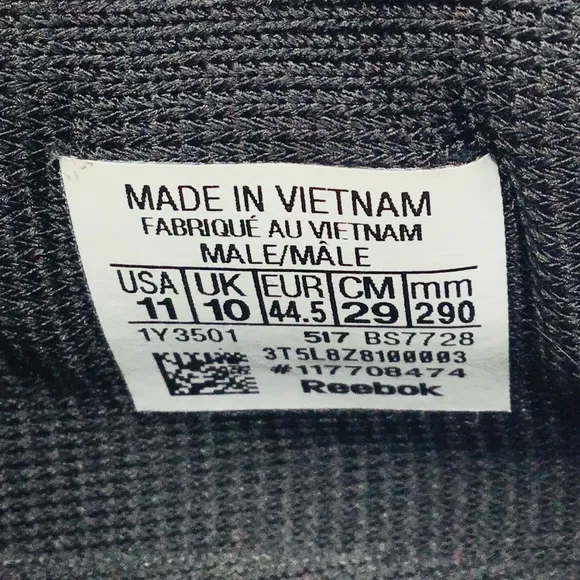 MADE IN VIETNAM
FABRIQUÉ AU VIETNAM
MALE/MÂLE
USA UK EUR CM mm
11 10 44.5 29 290
1Y3501 517 BS7728
3T5L8Z8100003
#117708474
Reebok